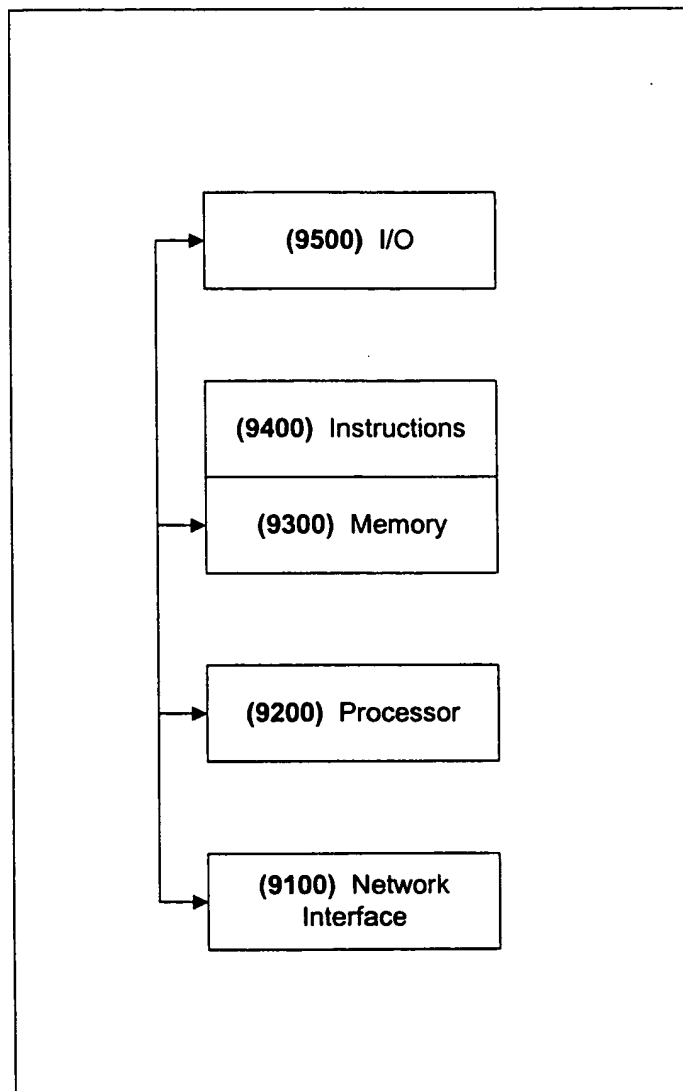 (9500) I/O
(9400) Instructions
(9300) Memory
(9200) Processor
(9100) Network
Interface